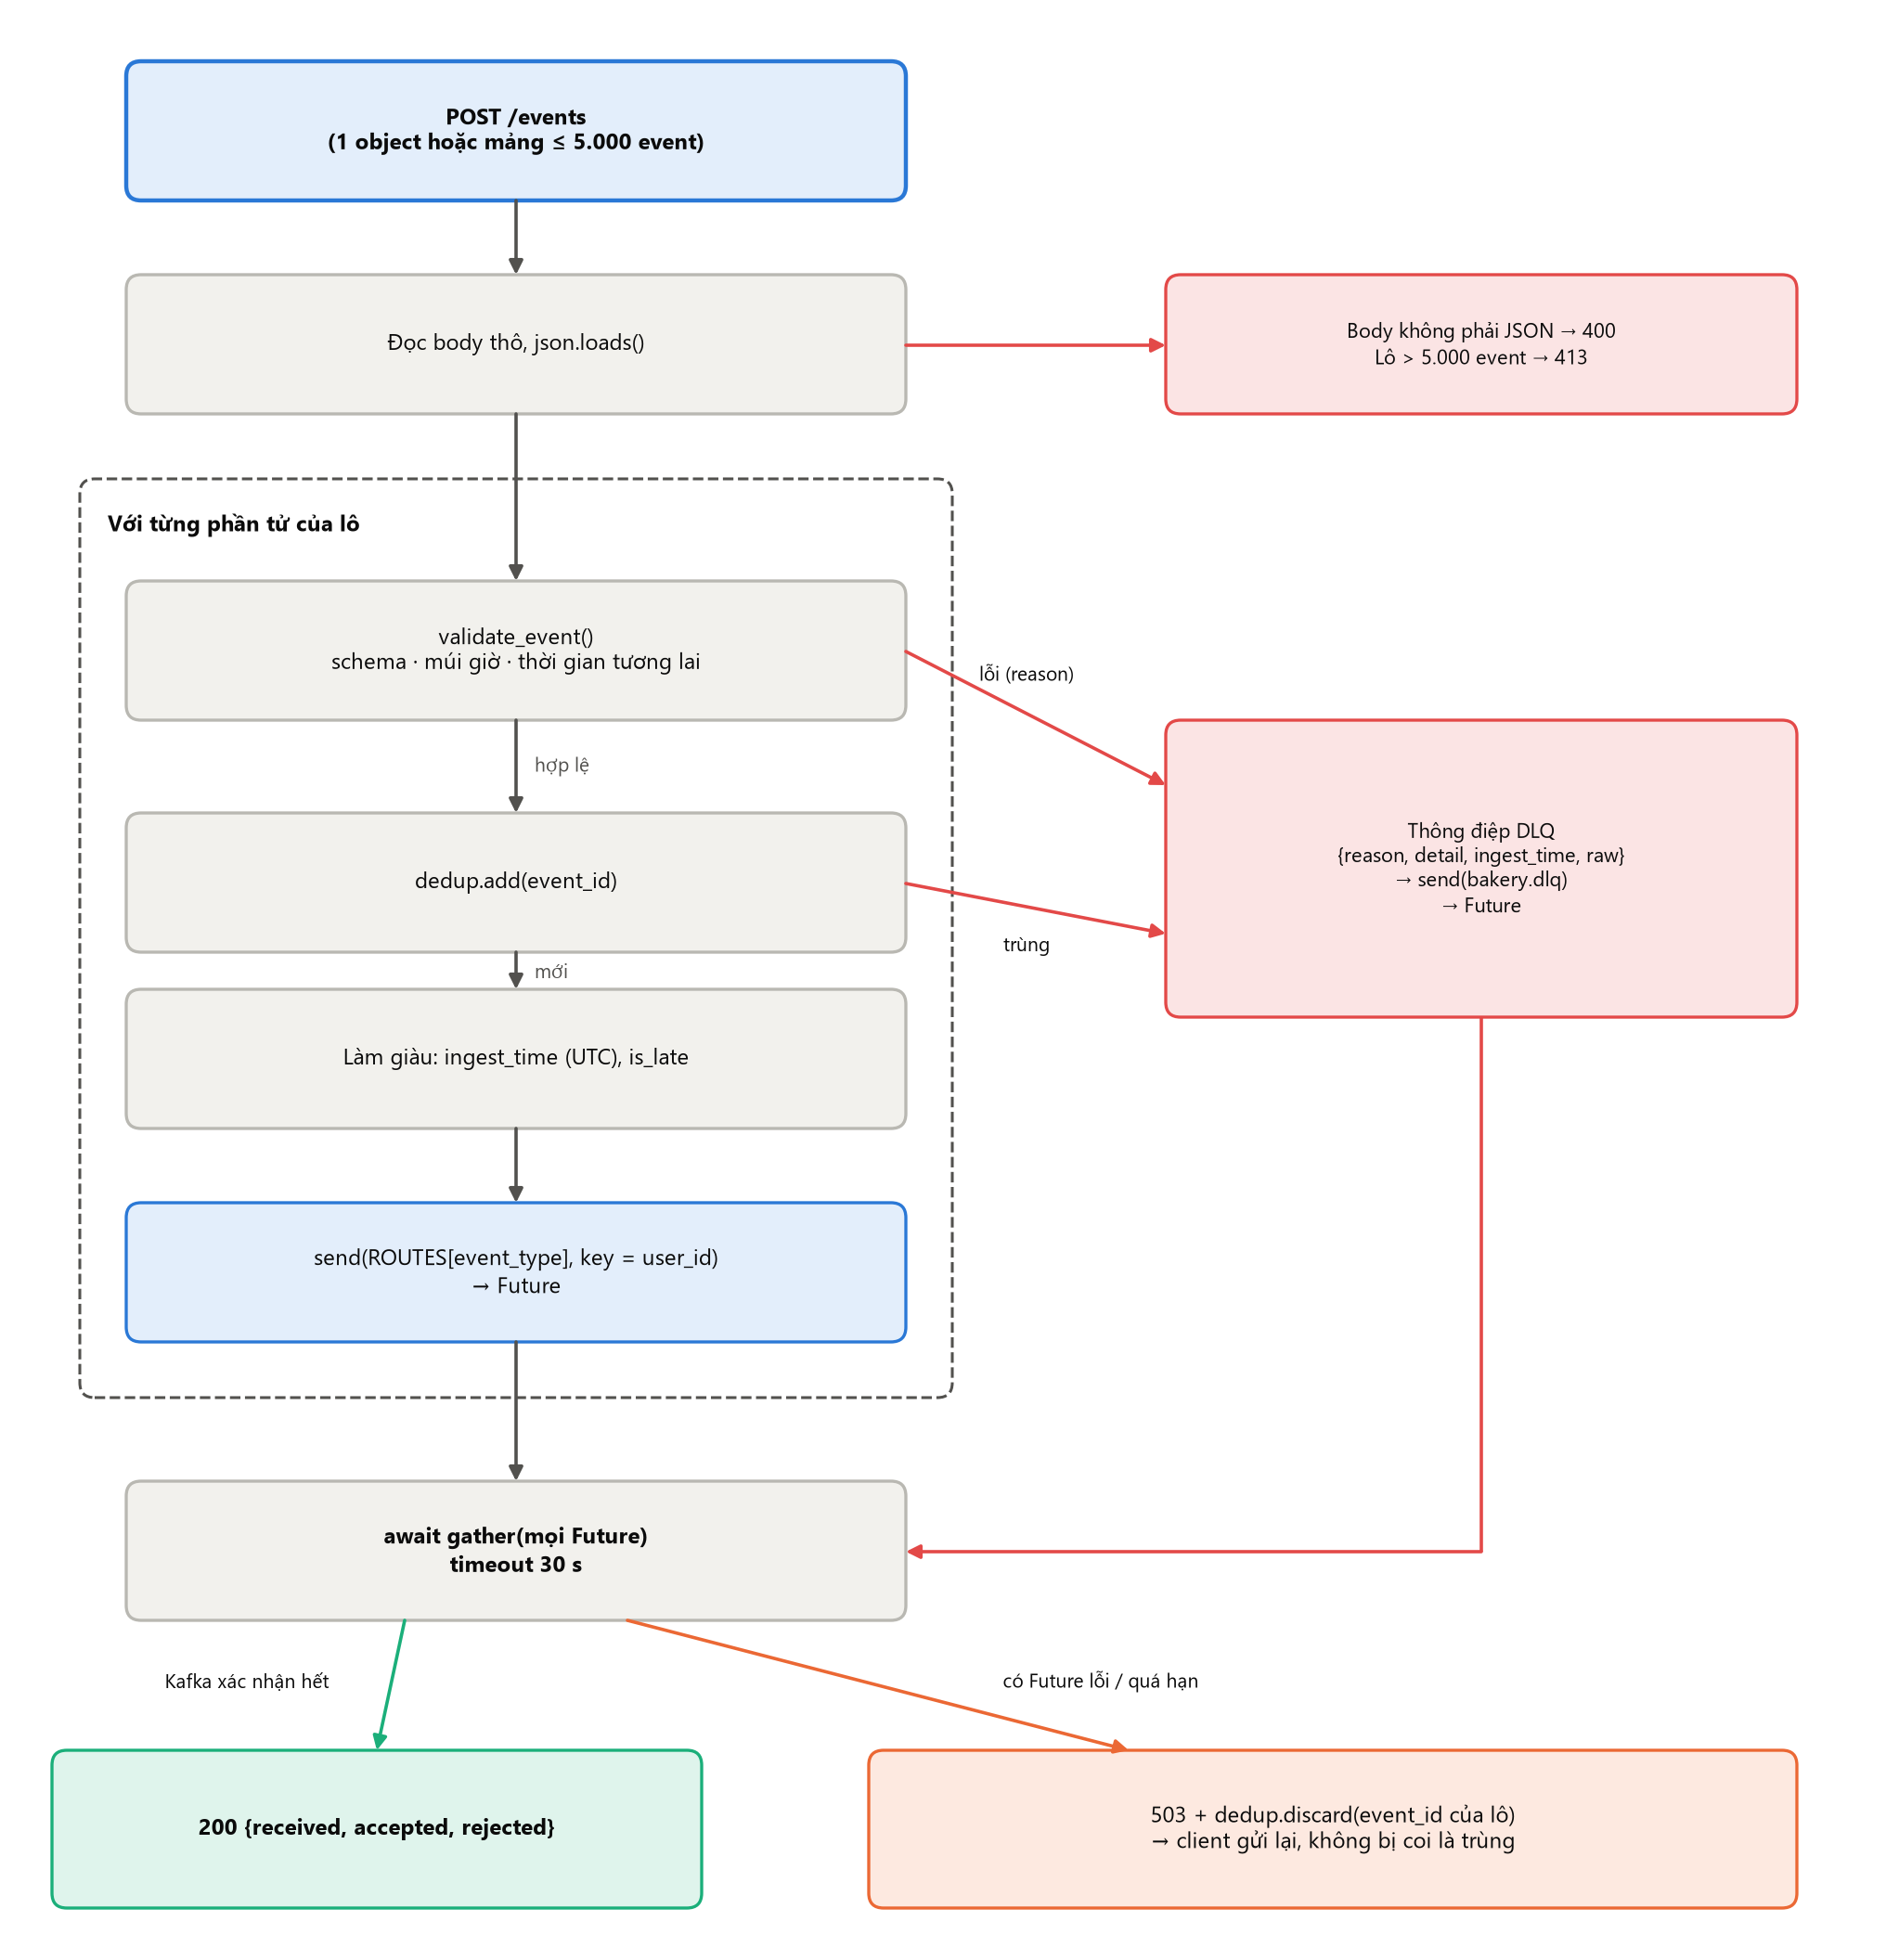 POST /events
(1 object hoặc mảng ≤ 5.000 event)
Đọc body thô, json.loads()
Body không phải JSON → 400
Lô > 5.000 event → 413
Với từng phần tử của lô
validate_event()
schema · múi giờ · thời gian tương lai
lỗi (reason)
hợp lệ
Thông điệp DLQ
{reason, detail, ingest_time, raw}
→ send(bakery.dlq)
→ Future
dedup.add(event_id)
trùng
mới
Làm giàu: ingest_time (UTC), is_late
send(ROUTES[event_type], key = user_id)
→ Future
await gather(mọi Future)
timeout 30 s
Kafka xác nhận hết
có Future lỗi / quá hạn
200 {received, accepted, rejected}
503 + dedup.discard(event_id của lô)
→ client gửi lại, không bị coi là trùng